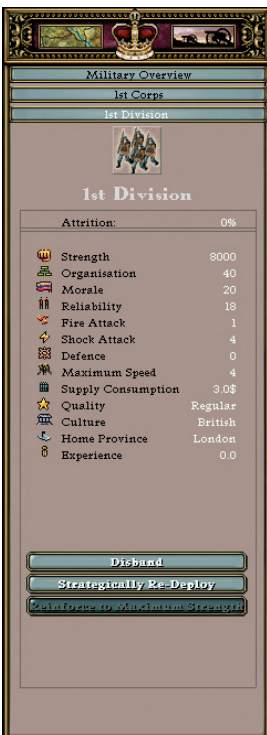 Military Overview
1st Corps
1st Division
1st Division
Attrition: 0%
Strength 8000
Organisation 40
Morale 20
Reliability 18
Fire Attack 1
Shock Attack 4
Defence 0
Maximum Speed 4
Supply Consumption 3.0$
Quality Regular
Culture British
Home Province London
Experience 0.0
Disband
Strategically Re-Deploy
Reinforce to Maximum Strength